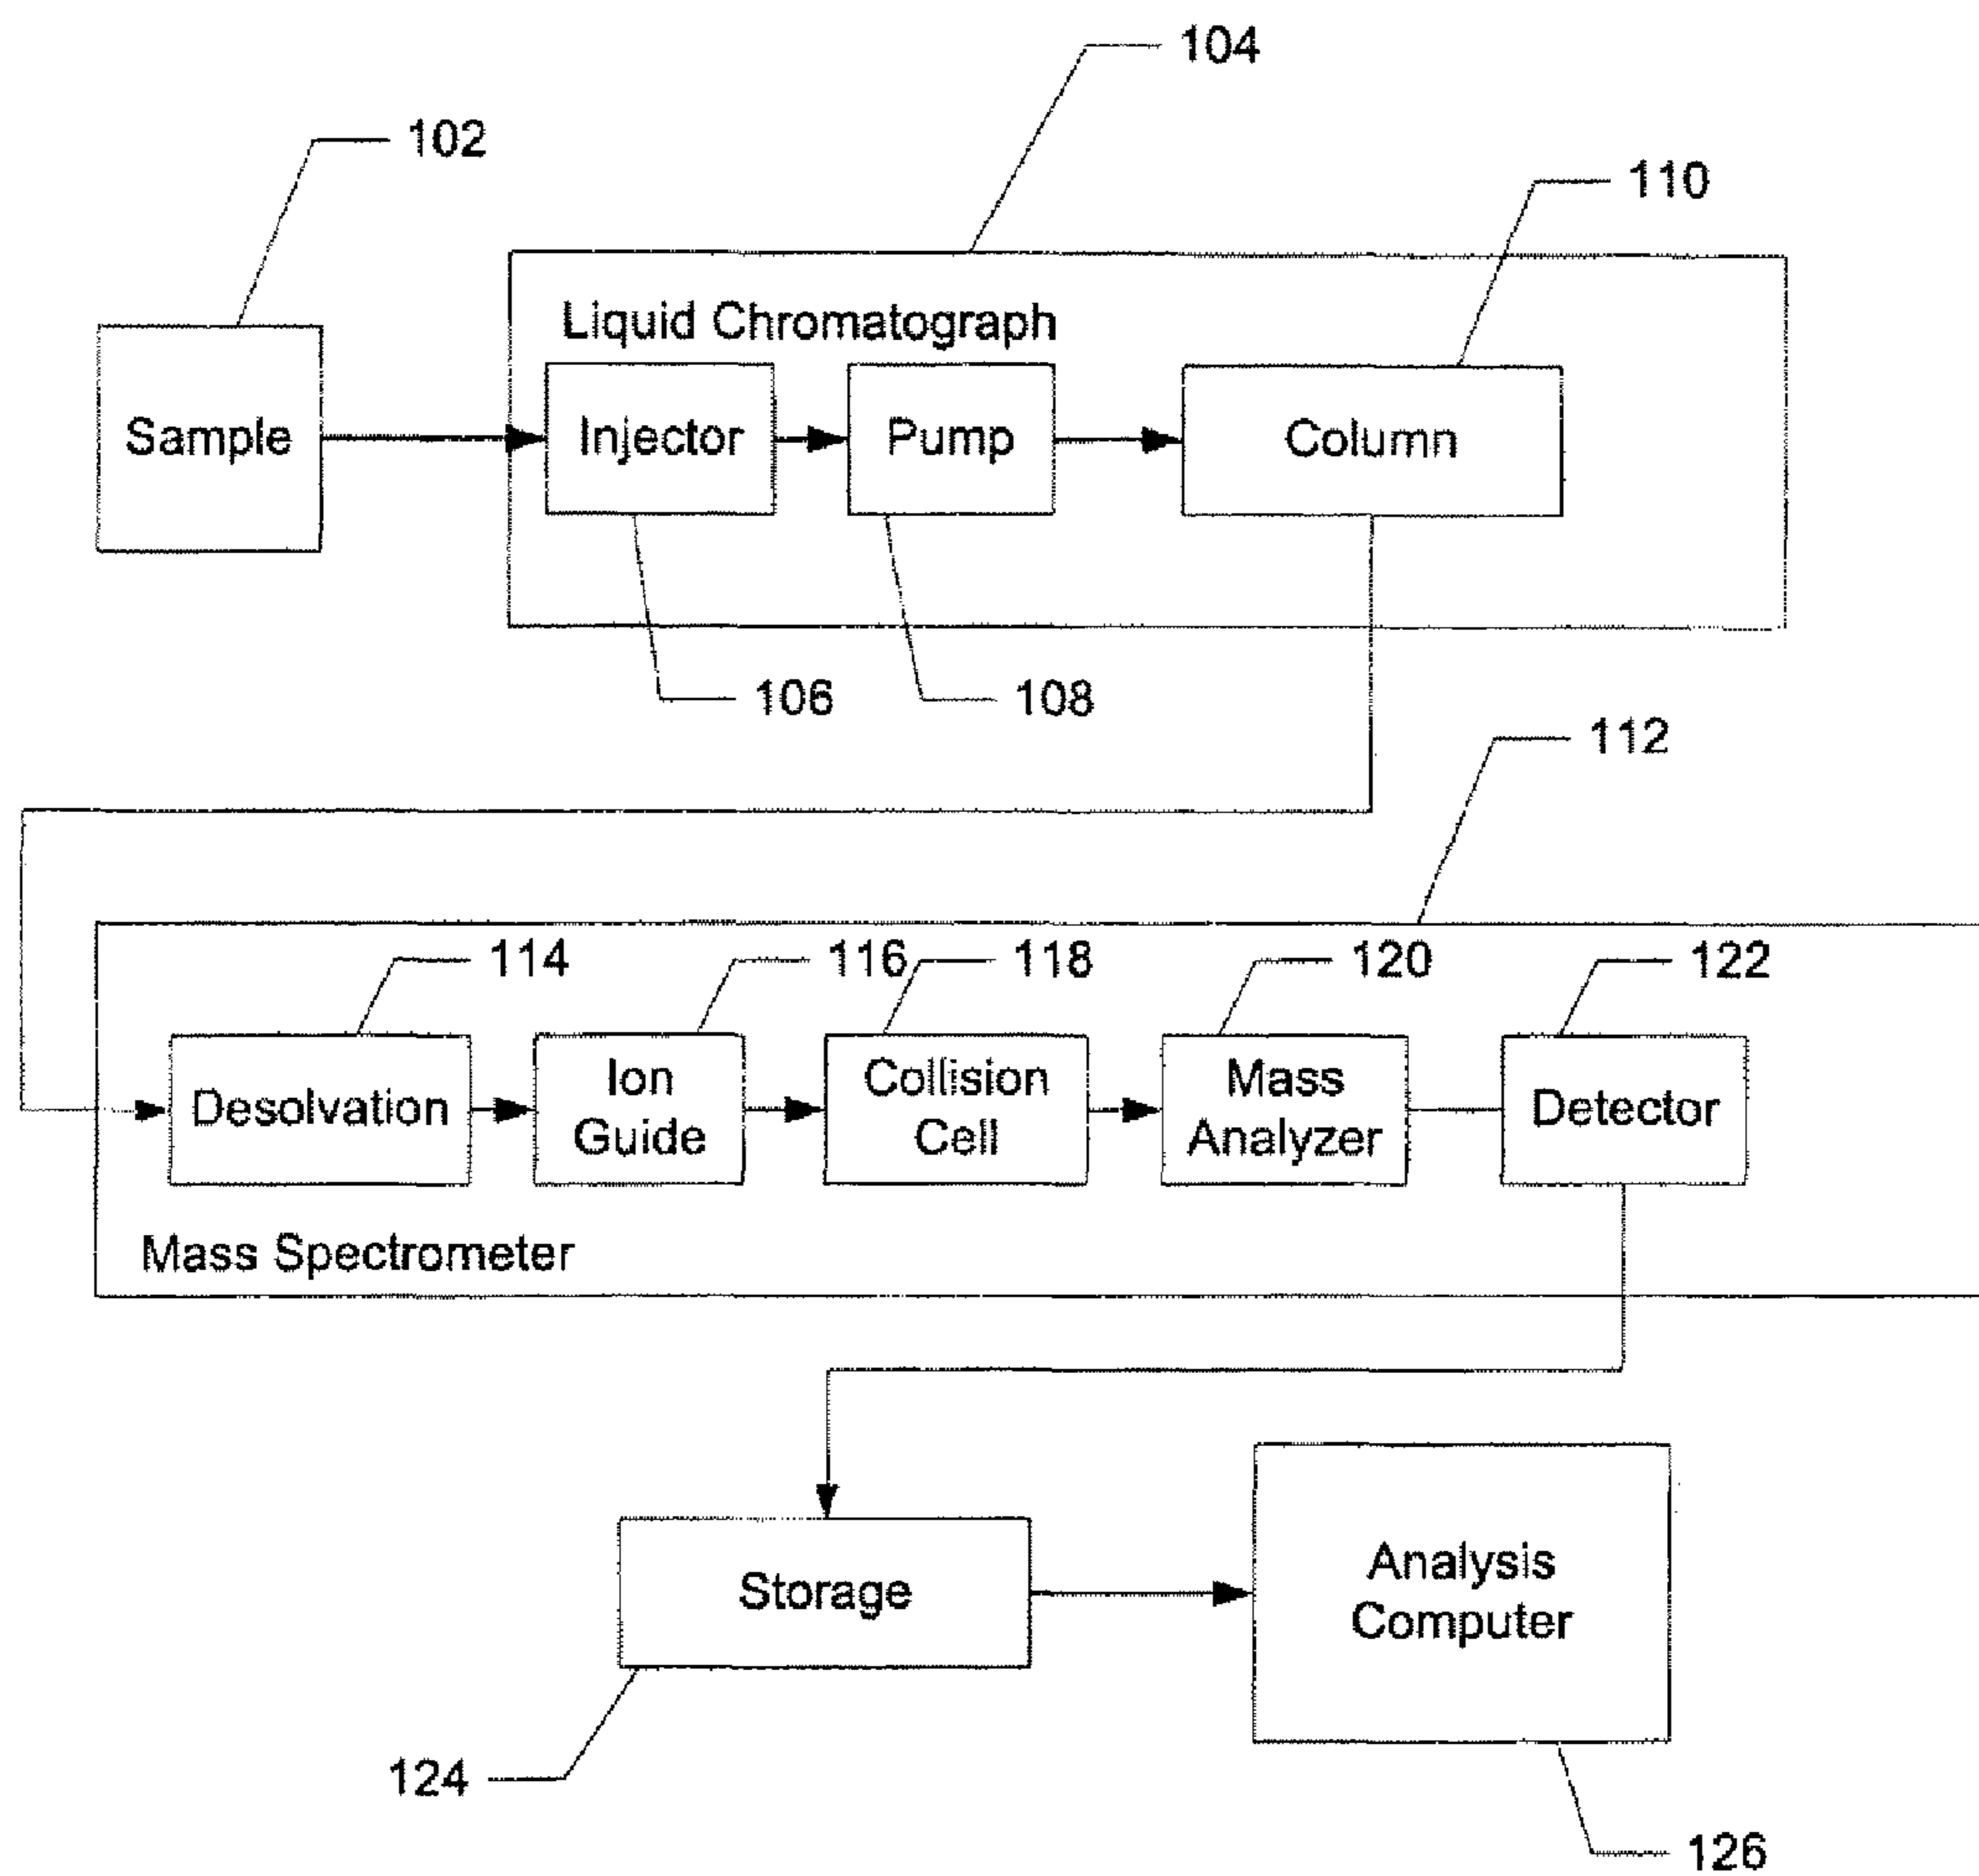 104
102
110
Liquid Chromatograph
Sample
Injector
Pump
Column
106
108
112
114
116
118
120
122
Desolvation
Ion
Guide
Collision
Cell
Mass
Analyzer
Detector
Mass Spectrometer
Storage
Analysis
Computer
124
126